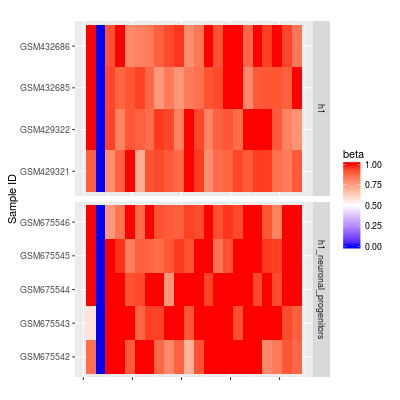 GSM432686
GSM432685
GSM429322
GSM429321
h1
GSM675546
GSM675545
GSM675544
GSM675543
GSM675542
h1_neuronal_progenitors
Sample ID
beta
1.00
0.75
0.50
0.25
0.00